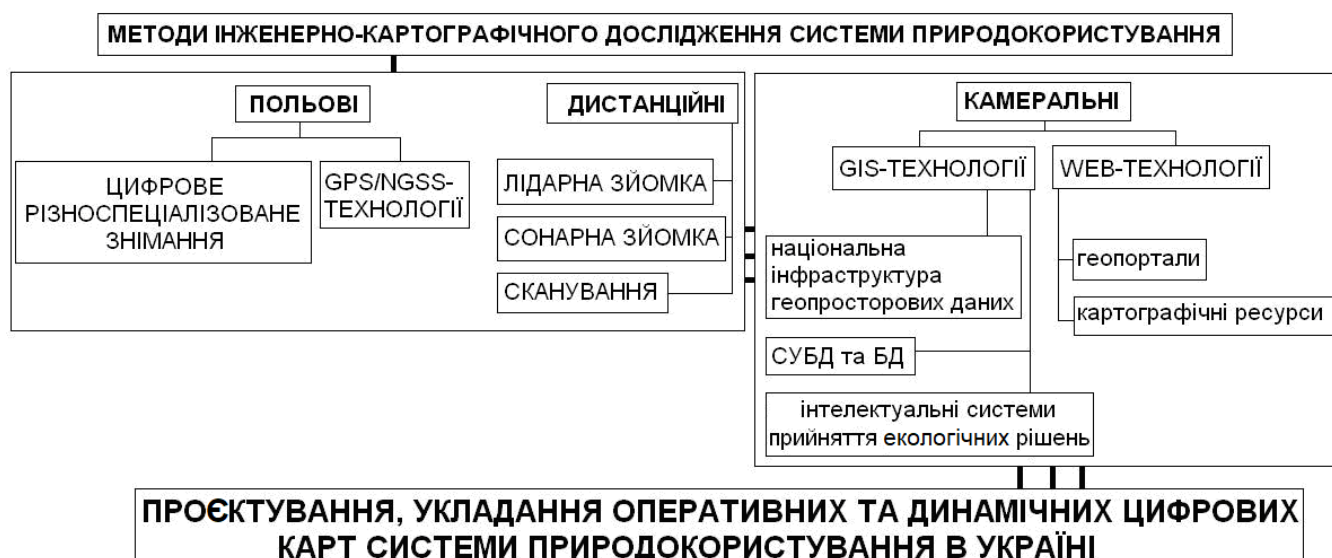 МЕТОДИ ІНЖЕНЕРНО-КАРТОГРАФІЧНОГО ДОСЛІДЖЕННЯ СИСТЕМИ ПРИРОДОКОРИСТУВАННЯ
ПОЛЬОВІ
ЦИФРОВЕ
РІЗНОСПЕЦІАЛІЗОВАНЕ
ЗНІМАННЯ
GPS/NGSS-
ТЕХНОЛОГІЇ
ДИСТАНЦІЙНІ
ЛІДАРНА ЗЙОМКА
СОНАРНА ЗЙОМКА
СКАНУВАННЯ
КАМЕРАЛЬНІ
GIS-ТЕХНОЛОГІЇ
національна
інфраструктура
геопросторових даних
СУБД та БД
інтелектуальні системи
прийняття екологічних рішень
WEB-ТЕХНОЛОГІЇ
геопортали
картографічні ресурси
ПРОЄКТУВАННЯ, УКЛАДАННЯ ОПЕРАТИВНИХ ТА ДИНАМІЧНИХ ЦИФРОВИХ
КАРТ СИСТЕМИ ПРИРОДОКОРИСТУВАННЯ В УКРАЇНІ